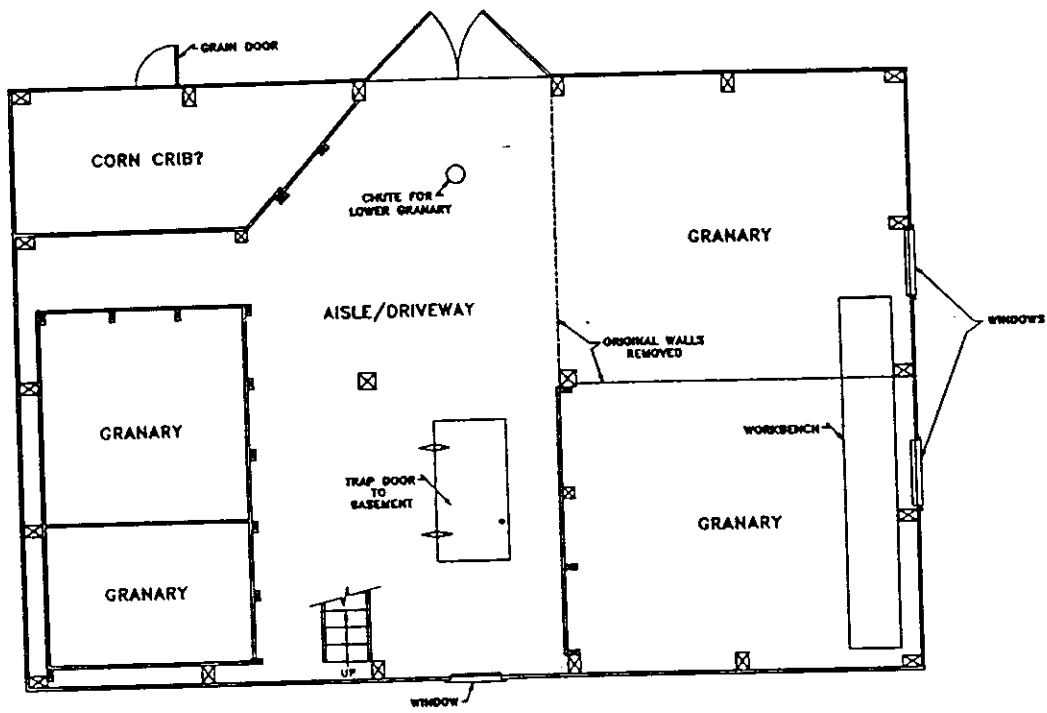 GRAIN DOOR
CORN CRIB?
CHUTE FOR
LOWER GRANARY
GRANARY
AISLE/DRIVEWAY
WINDOWS
ORIGINAL WALLS
REMOVED
GRANARY
WORKBENCH
TRAP DOOR
TO
BASEMENT
GRANARY
GRANARY
UP
WINDOW